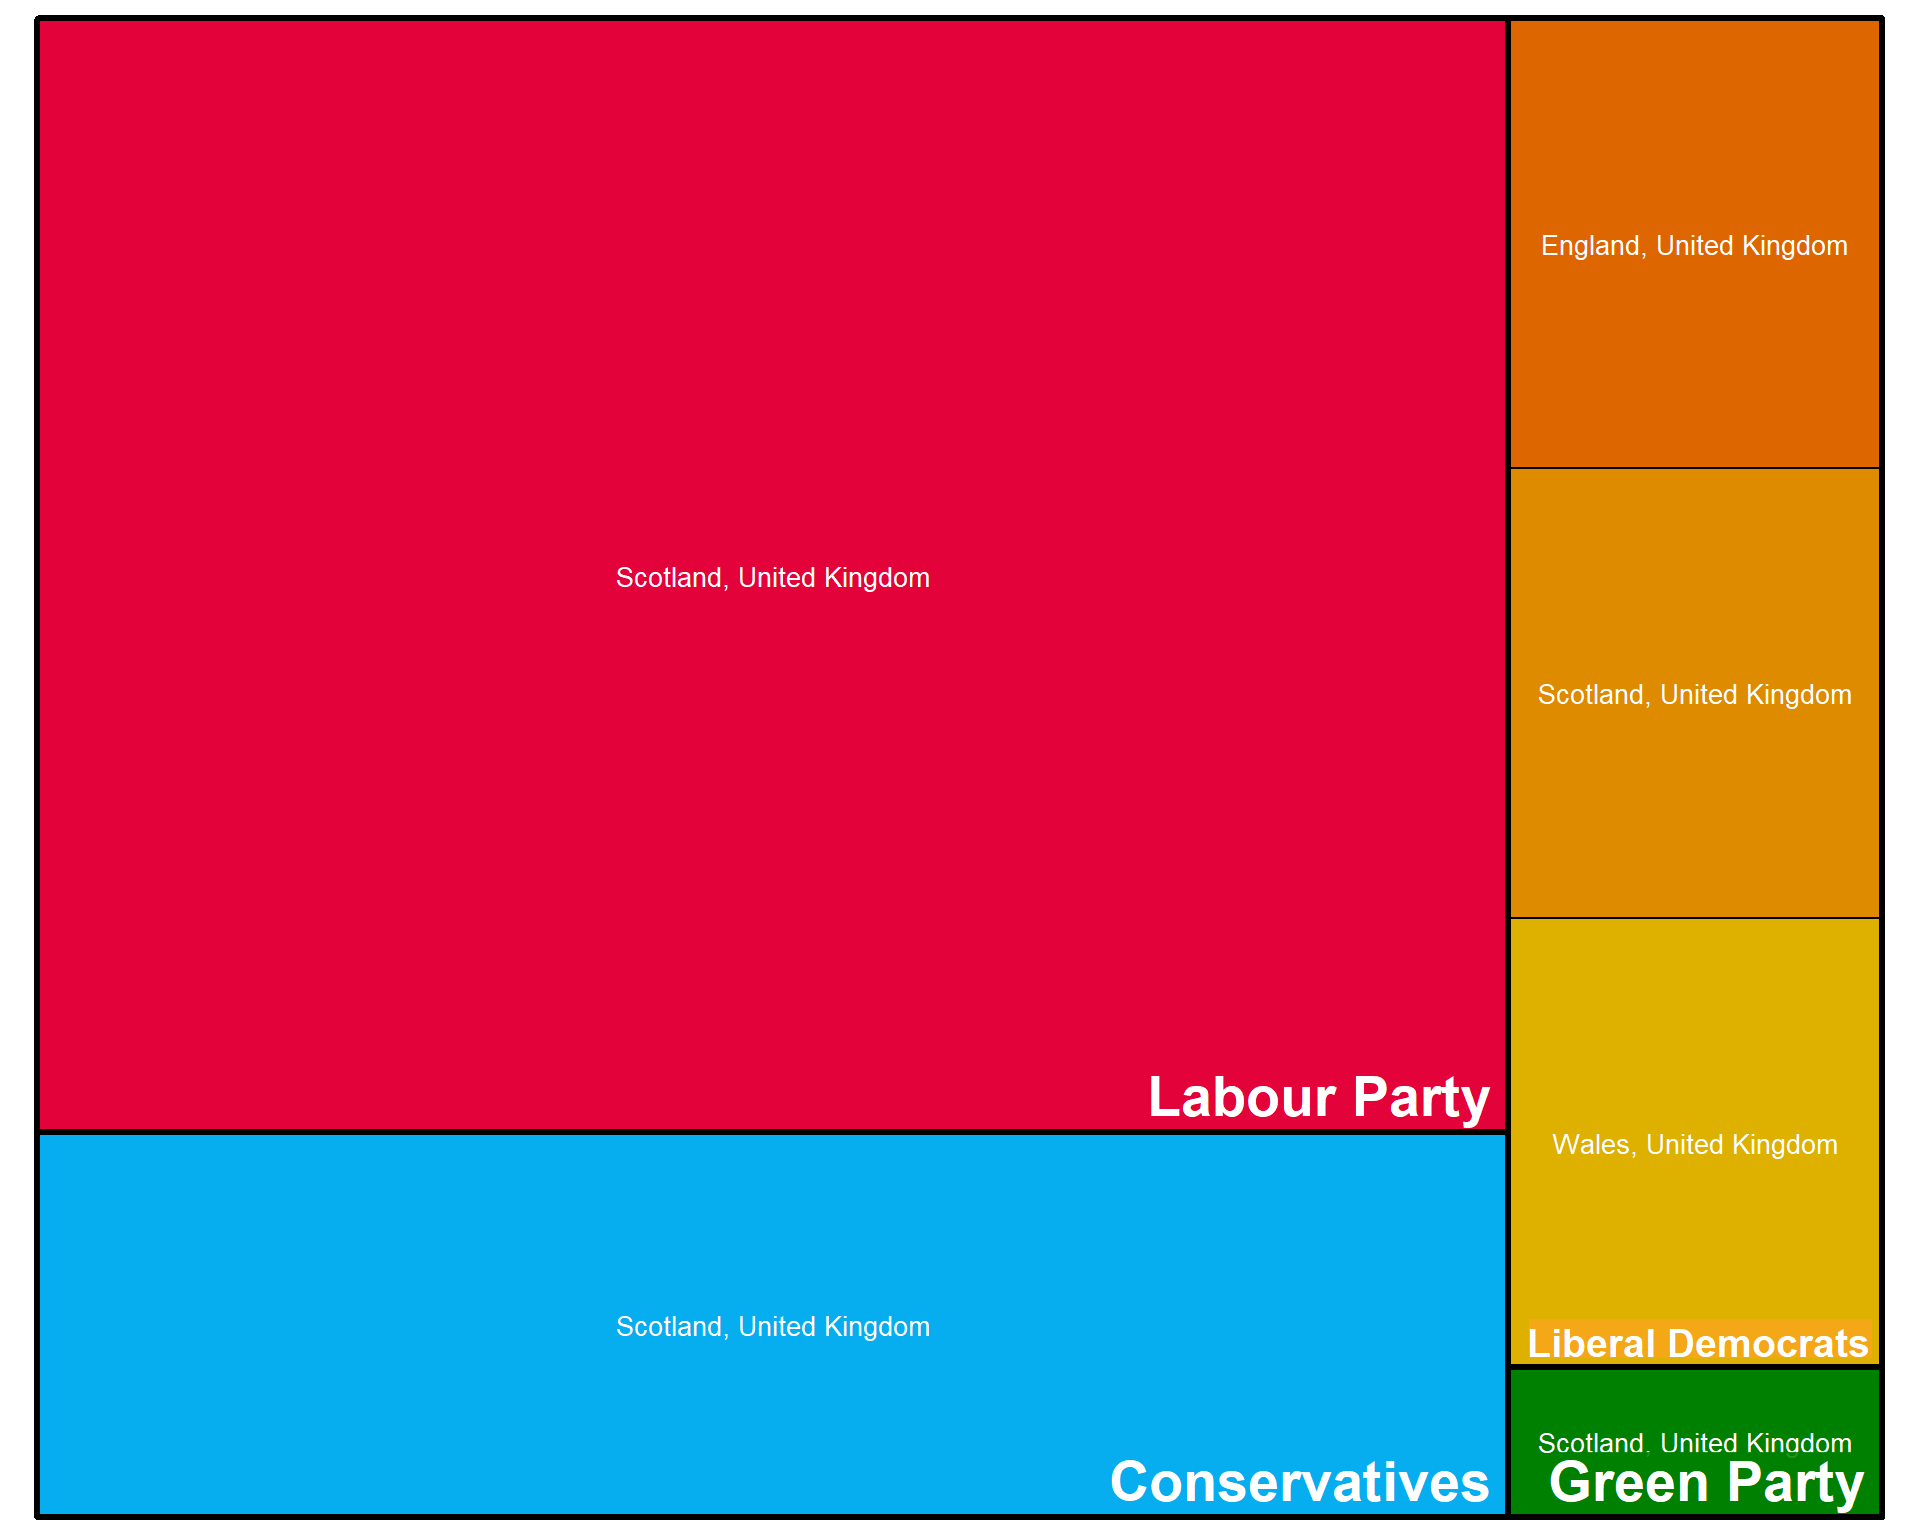 Scotland, United Kingdom
Labour Party
Scotland, United Kingdom
Conservatives
England, United Kingdom
Scotland, United Kingdom
Wales, United Kingdom
Liberal Democrats
Scotland, United Kingdom
Green Party